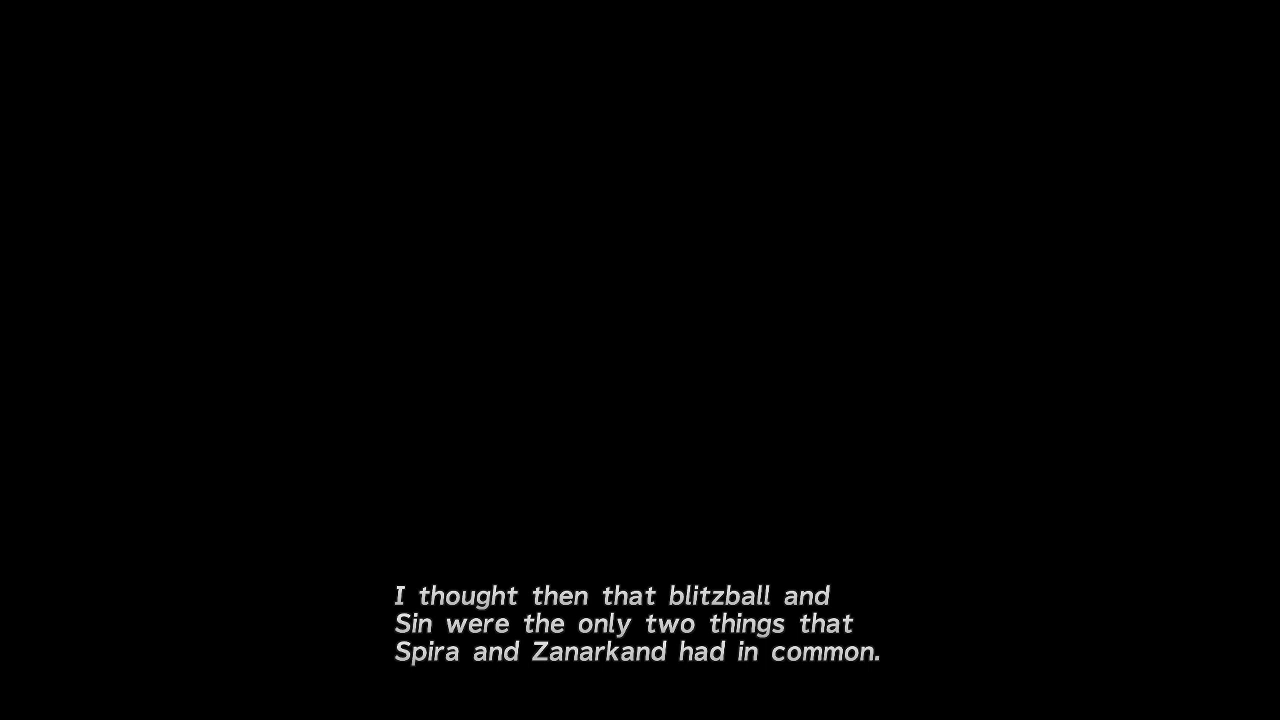 I thought then that blitzball and
Sin were the only two things that
Spira and Zanarkand had in common.